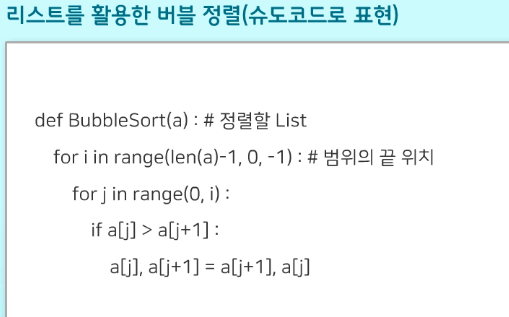 리스트를 활용한 버블 정렬(슈도코드로 표현)
def BubbleSort(a) : # 정렬할 List
for i in range(len(a)-1, 0, -1) : # 범위의 끝 위치
for j in range(0, i) :
if a[j] > a[j+1] :
a[j], a[j+1] = a[j+1], a[j]